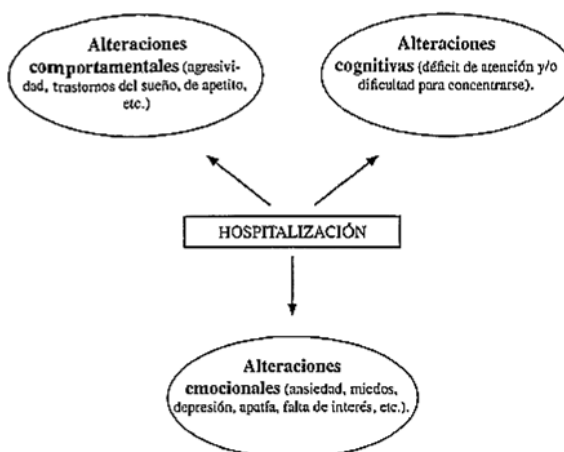 Alteraciones
comportamentales (agresivi-
dad, trastornos del sueño, de apetito,
etc.)
Alteraciones
cognitivas (déficit de atención y/o
dificultad para concentrarse).
HOSPITALIZACIÓN
Alteraciones
emocionales (ansiedad, miedos,
depresión, apatía, falta de interés, etc.).